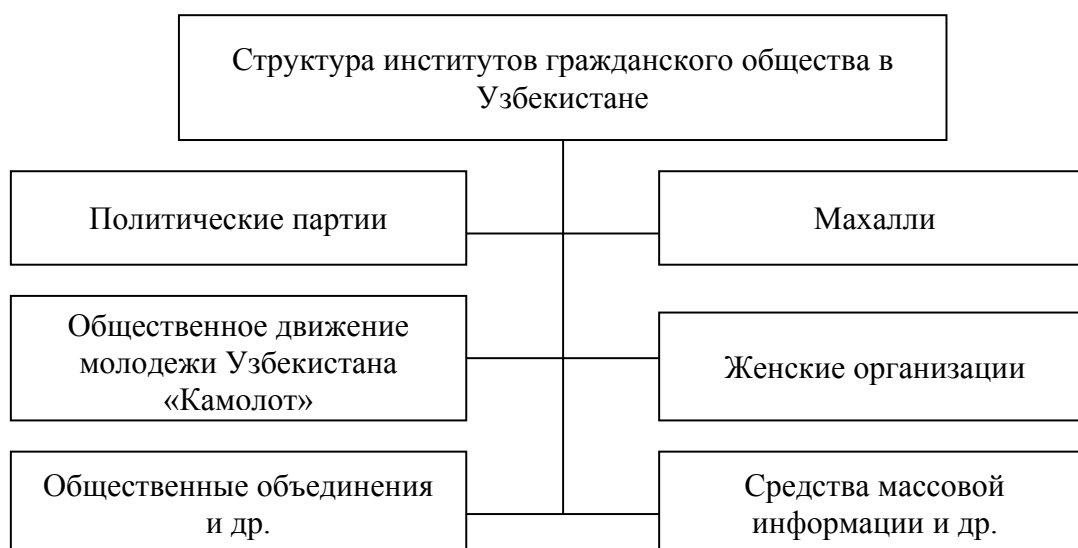 Структура институтов гражданского общества в
Узбекистане
Политические партии
Махалли
Общественное движение
молодежи Узбекистана
«Камолот»
Женские организации
Общественные объединения
и др.
Средства массовой
информации и др.